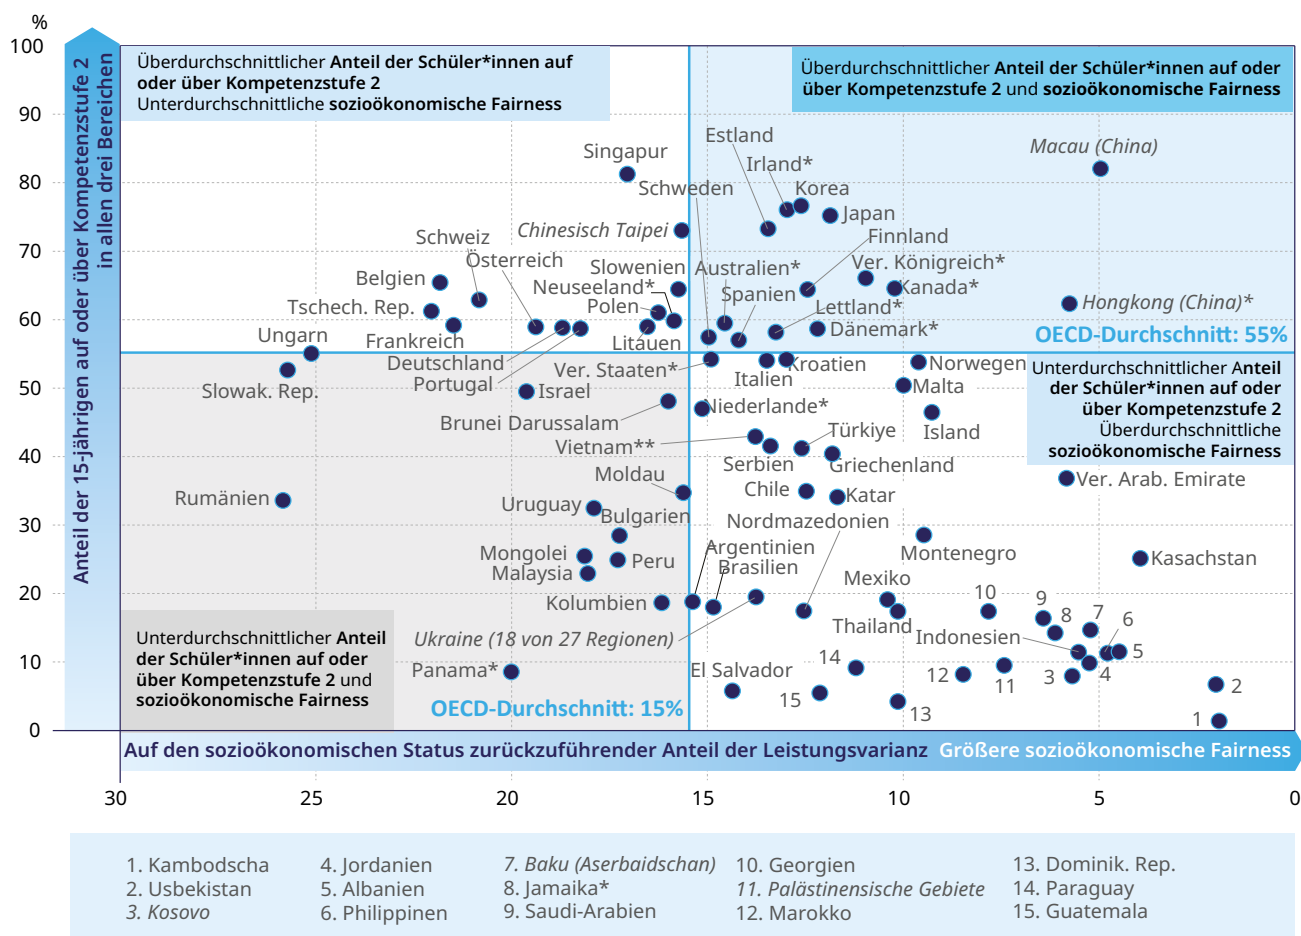 %
100
90
80
70
60
50
40
30
20
10
0
Anteil der 15-jährigen auf oder über Kompetenzstufe 2
in allen drei Bereichen
Überdurchschnittlicher Anteil der Schüler*innen auf
oder über Kompetenzstufe 2
Unterdurchschnittliche sozioökonomische Fairness
Überdurchschnittlicher Anteil der Schüler*innen auf oder
über Kompetenzstufe 2 und sozioökonomische Fairness
Estland
Macau (China)
Singapur
Irland*
Schweden
Korea
Japan
Chinesisch Taipei
Schweiz
Finnland
Österreich
Slowenien
Australien*
Ver. Königreich*
Belgien
Neuseeland*
Kanada*
Spanien
Tschech. Rep.
Polen
Lettland*
Hongkong (China)*
Ungarn
Frankreich
Litauen
Dänemark*
OECD-Durchschnitt: 55%
Deutschland
Ver. Staaten*
Kroatien
Norwegen
Portugal
Italien
Slowak. Rep.
Israel
Malta
Unterdurchschnittlicher Anteil
der Schüler*innen auf oder
über Kompetenzstufe 2
Überdurchschnittliche
sozioökonomische Fairness
Niederlande*
Brunei Darussalam
Türkiye
Island
Vietnam**
Serbien
Griechenland
Moldau
Chile
Katar
Ver. Arab. Emirate
Rumänien
Uruguay
Bulgarien
Nordmazedonien
Mongolei
Peru
Argentinien
Montenegro
Kasachstan
Malaysia
Brasilien
Mexiko
10
9
8
7
6
Kolumbien
Thailand
Indonesien
5
Ukraine (18 von 27 Regionen)
Unterdurchschnittlicher Anteil
der Schüler*innen auf oder
über Kompetenzstufe 2 und
sozioökonomische Fairness
Panama*
El Salvador
14
12
11
3
4
2
15
13
1
OECD-Durchschnitt: 15%
Auf den sozioökonomischen Status zurückzuführender Anteil der Leistungsvarianz Größere sozioökonomische Fairness
30
25
20
15
10
5
0
1. Kambodscha
2. Usbekistan
3. Kosovo
4. Jordanien
5. Albanien
6. Philippinen
7. Baku (Aserbaidschan)
8. Jamaika*
9. Saudi-Arabien
10. Georgien
11. Palästinensische Gebiete
12. Marokko
13. Dominik. Rep.
14. Paraguay
15. Guatemala